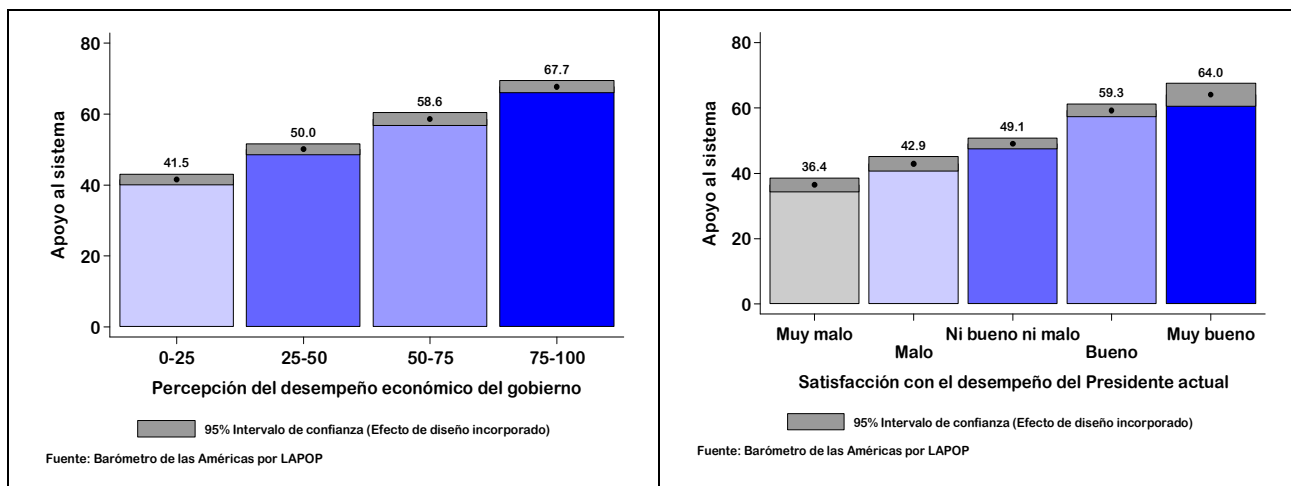 80
60
40
20
0
Apoyo al sistema
41.5
50.0
58.6
67.7
0-25
25-50
50-75
75-100
Percepción del desempeño económico del gobierno
95% Intervalo de confianza (Efecto de diseño incorporado)
Fuente: Barómetro de las Américas por LAPOP
80
60
40
20
0
Apoyo al sistema
36.4
42.9
49.1
59.3
64.0
Muy malo
Malo
Ni bueno ni malo
Bueno
Muy bueno
Satisfacción con el desempeño del Presidente actual
95% Intervalo de confianza (Efecto de diseño incorporado)
Fuente: Barómetro de las Américas por LAPOP